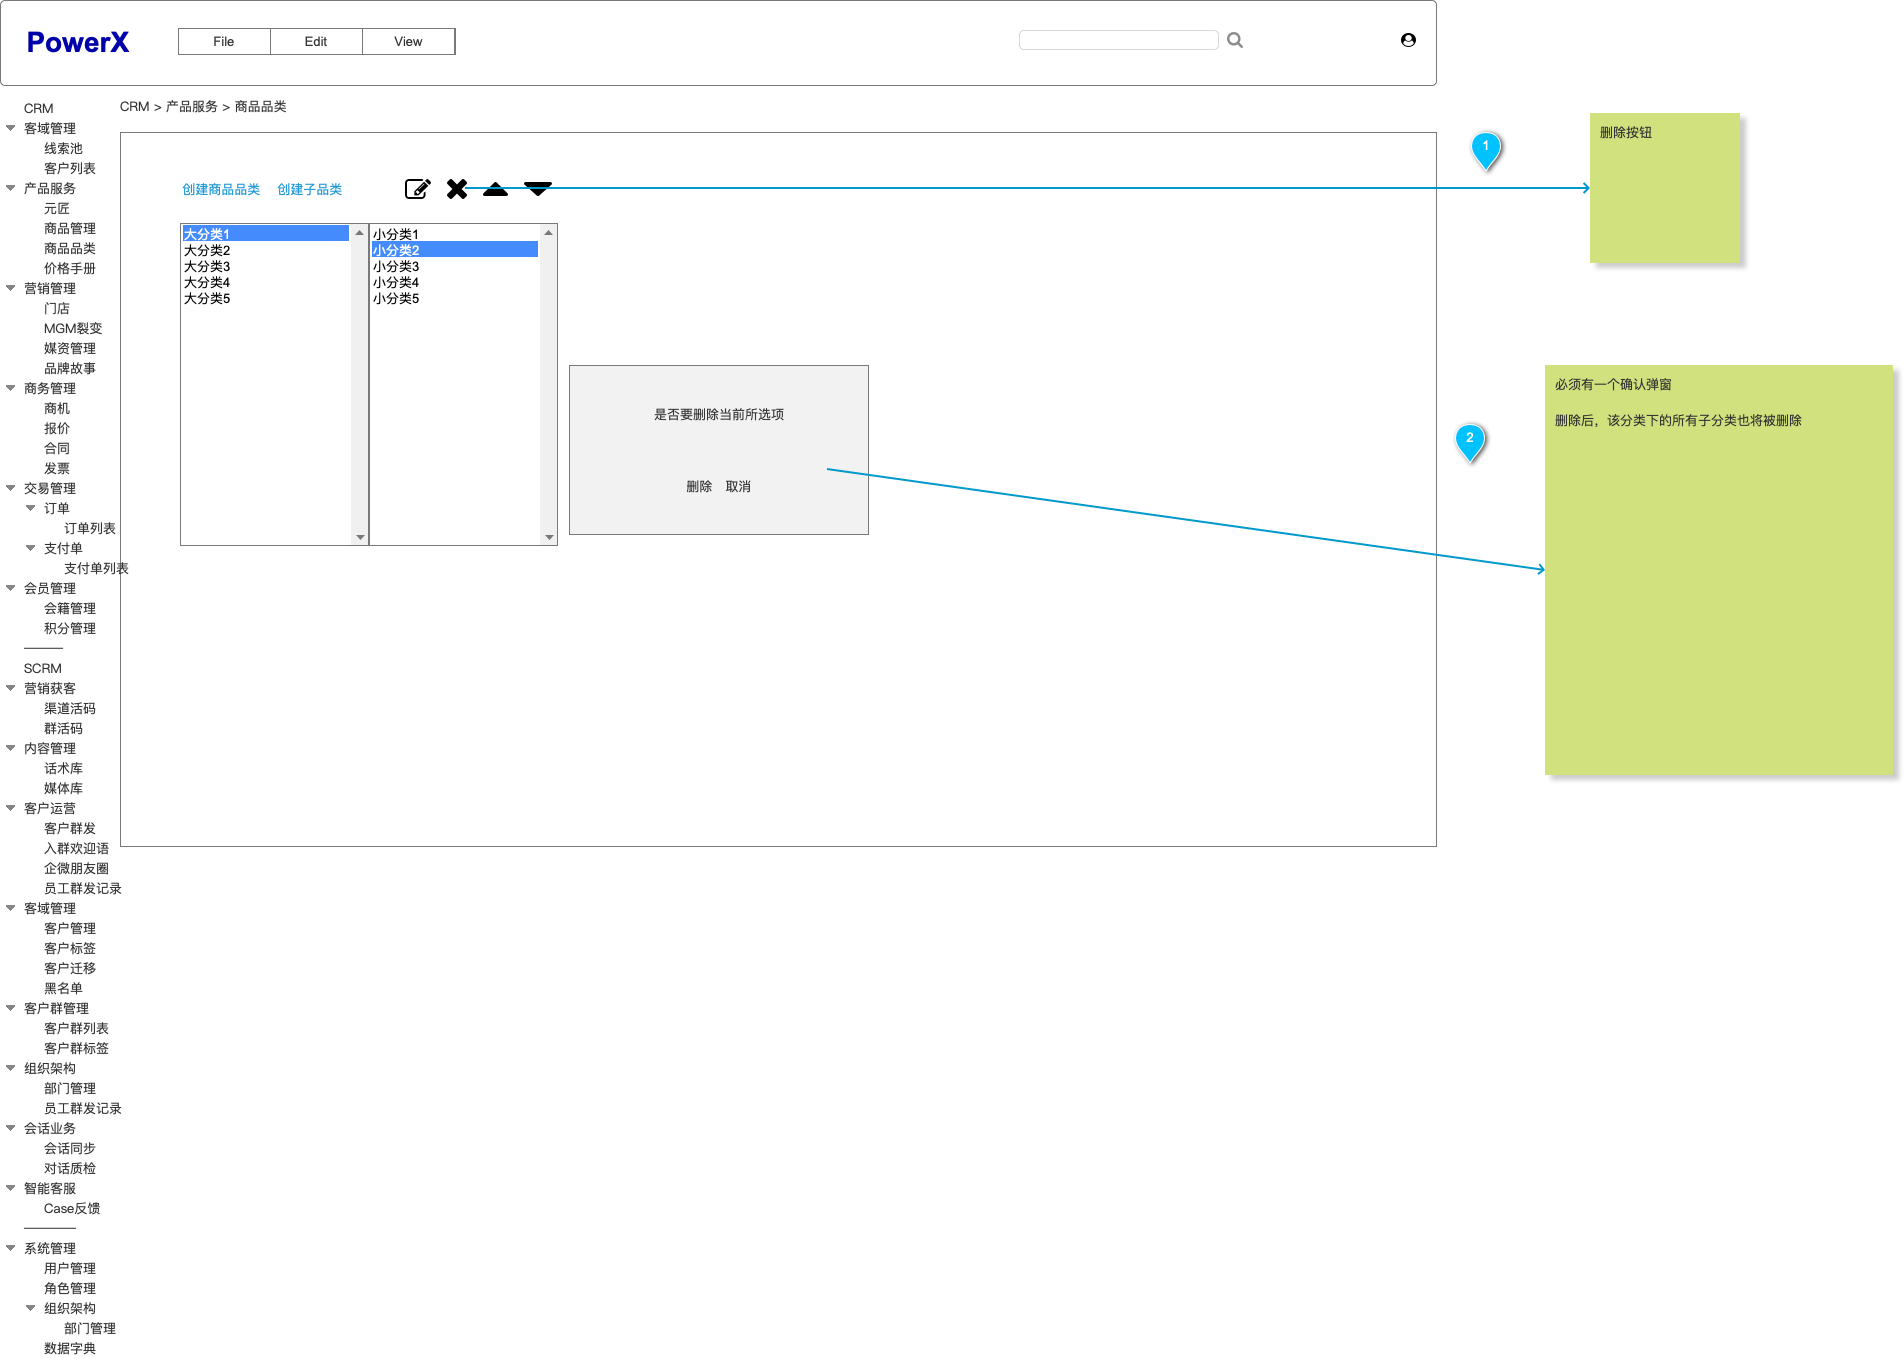 PowerX
File
Edit
View
CRM > 产品服务 > 商品品类
CRM
客域管理
线索池
客户列表
产品服务
元匠
商品管理
商品品类
价格手册
营销管理
门店
MGM裂变
媒资管理
品牌故事
商务管理
商机
报价
合同
发票
交易管理
订单
订单列表
支付单
支付单列表
会员管理
会籍管理
积分管理
———
SCRM
营销获客
渠道活码
群活码
内容管理
话术库
媒体库
客户运营
客户群发
入群欢迎语
企微朋友圈
员工群发记录
客域管理
客户管理
客户标签
客户迁移
黑名单
客户群管理
客户群列表
客户群标签
组织架构
部门管理
员工群发记录
会话业务
会话同步
对话质检
智能客服
Case反馈
————
系统管理
用户管理
角色管理
组织架构
部门管理
数据字典
创建商品品类
创建子品类
大分类1
大分类2
大分类3
大分类4
大分类5
小分类1
小分类2
小分类3
小分类4
小分类5
是否要删除当前所选项
删除 取消
1
删除按钮
2
必须有一个确认弹窗
删除后，该分类下的所有子分类也将被删除